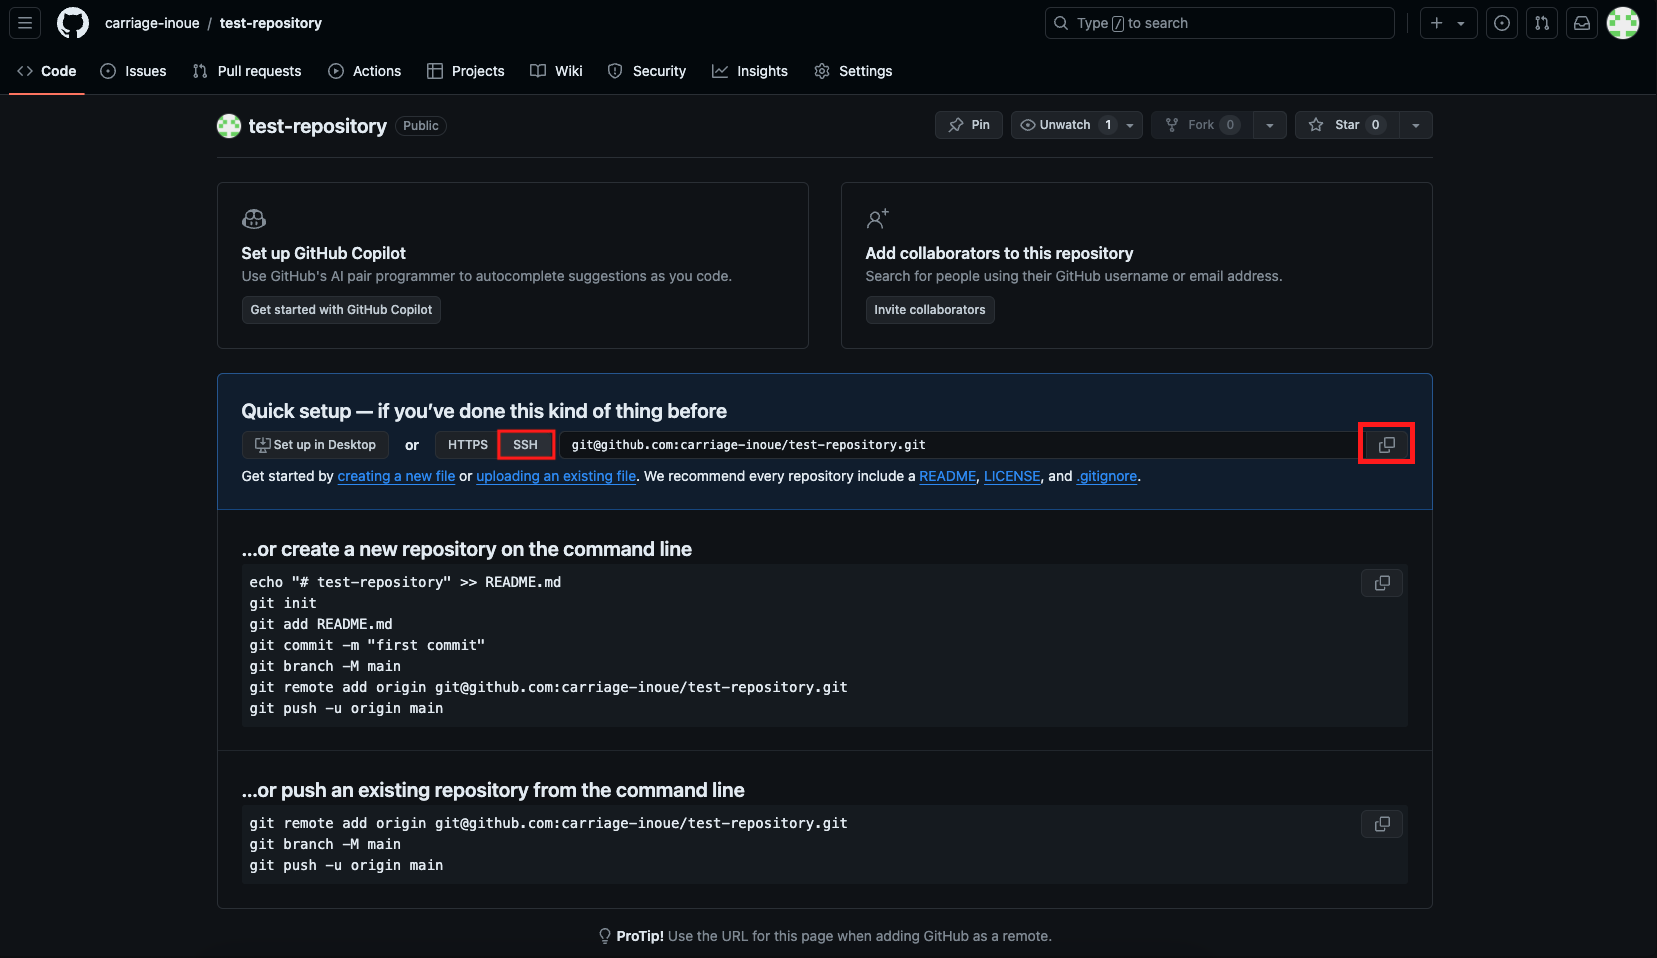 carriage-inoue / test-repository
Type / to search
Code
Issues
Pull requests
Actions
Projects
Wiki
Security
Insights
Settings
test-repository Public
Pin
Unwatch 1
Fork 0
Star 0
Set up GitHub Copilot
Use GitHub's AI pair programmer to autocomplete suggestions as you code.
Get started with GitHub Copilot
Add collaborators to this repository
Search for people using their GitHub username or email address.
Invite collaborators
Quick setup — if you’ve done this kind of thing before
Set up in Desktop or HTTPS SSH git@github.com:carriage-inoue/test-repository.git
Get started by creating a new file or uploading an existing file. We recommend every repository include a README, LICENSE, and .gitignore.
…or create a new repository on the command line
echo "# test-repository" >> README.md
git init
git add README.md
git commit -m "first commit"
git branch -M main
git remote add origin git@github.com:carriage-inoue/test-repository.git
git push -u origin main
…or push an existing repository from the command line
git remote add origin git@github.com:carriage-inoue/test-repository.git
git branch -M main
git push -u origin main
ProTip! Use the URL for this page when adding GitHub as a remote.